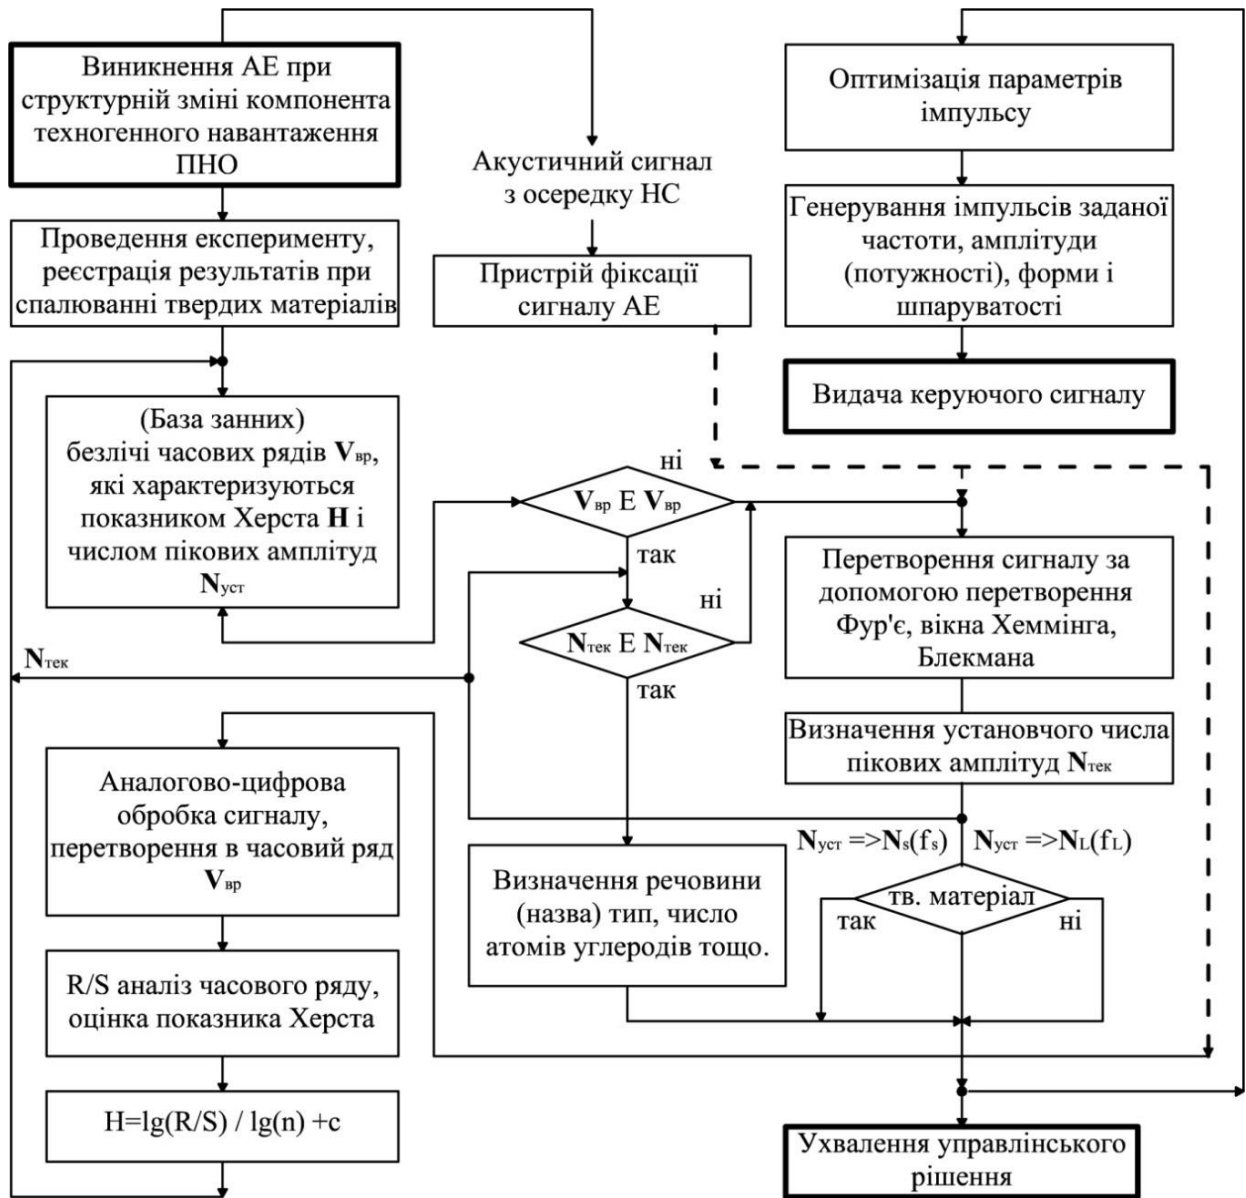 Виникнення АЕ при
структурній зміні компонента
техногенного навантаження
ПНО
Проведення експерименту,
реєстрація результатів при
спалюванні твердих матеріалів
(База занних)
безлічі часових рядів Vвр,
які характеризуються
показником Херста H і
числом пікових амплітуд
Nуст
Nтек
Аналогово-цифрова
обробка сигналу,
перетворення в часовий ряд
Vвр
R/S аналіз часового ряду,
оцінка показника Херста
H=lg(R/S) / lg(n) +c
Акустичний сигнал
з осередку НС
Пристрій фіксації
сигналу АЕ
ні
Vвр Е Vвр
так
ні
Nтек Е Nтек
так
Визначення речовини
(назва) тип, число
атомів углеродів тощо.
Оптимізація параметрів
імпульсу
Генерування імпульсів заданої
частоти, амплітуди
(потужності), форми і
шпаруватості
Видача керуючого сигналу
Перетворення сигналу за
допомогою перетворення
Фур'є, вікна Хеммінга,
Блекмана
Визначення установчого числа
пікових амплітуд Nтек
Nуст =>Ns(fs) Nуст =>NL(fL)
тв. матеріал
так ні
Ухвалення управлінського
рішення